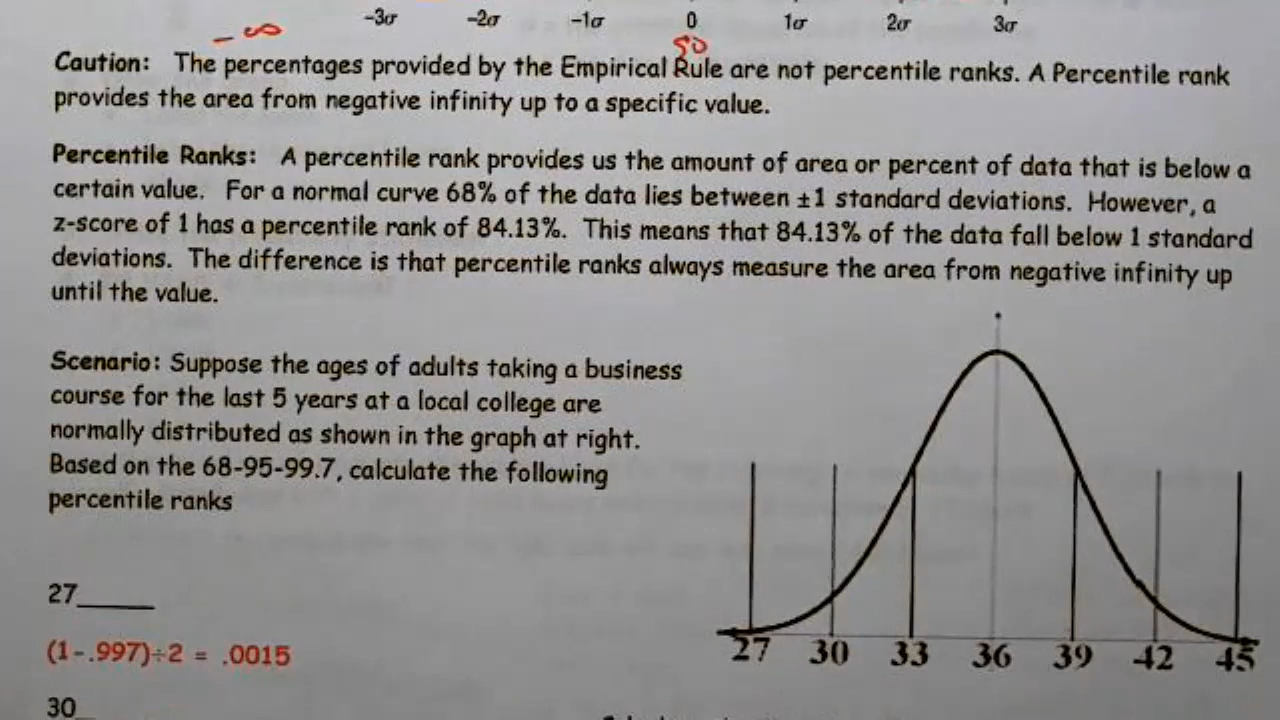 -3σ -2σ -1σ 0 1σ 2σ 3σ
-∞ 50
Caution: The percentages provided by the Empirical Rule are not percentile ranks. A Percentile rank
provides the area from negative infinity up to a specific value.
Percentile Ranks: A percentile rank provides us the amount of area or percent of data that is below a
certain value. For a normal curve 68% of the data lies between ±1 standard deviations. However, a
z-score of 1 has a percentile rank of 84.13%. This means that 84.13% of the data fall below 1 standard
deviations. The difference is that percentile ranks always measure the area from negative infinity up
until the value.
Scenario: Suppose the ages of adults taking a business
course for the last 5 years at a local college are
normally distributed as shown in the graph at right.
Based on the 68-95-99.7, calculate the following
percentile ranks
27_____
(1-.997)÷2 = .0015
30_
27 30 33 36 39 42 45